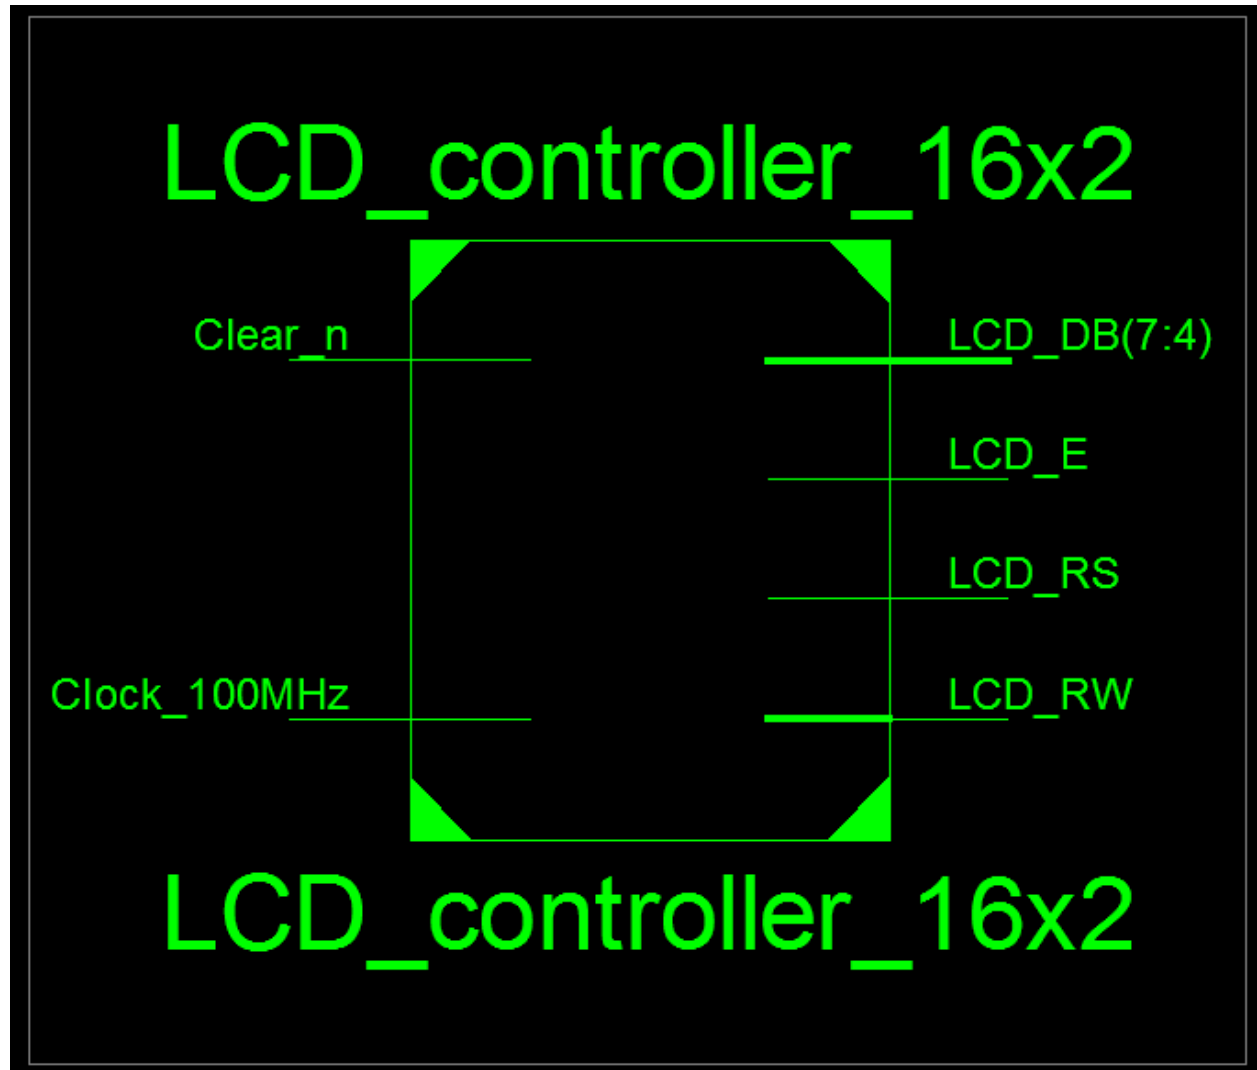 LCD_controller_16x2
Clear_n
LCD_DB(7:4)
LCD_E
LCD_RS
Clock_100MHz
LCD_RW
LCD_controller_16x2